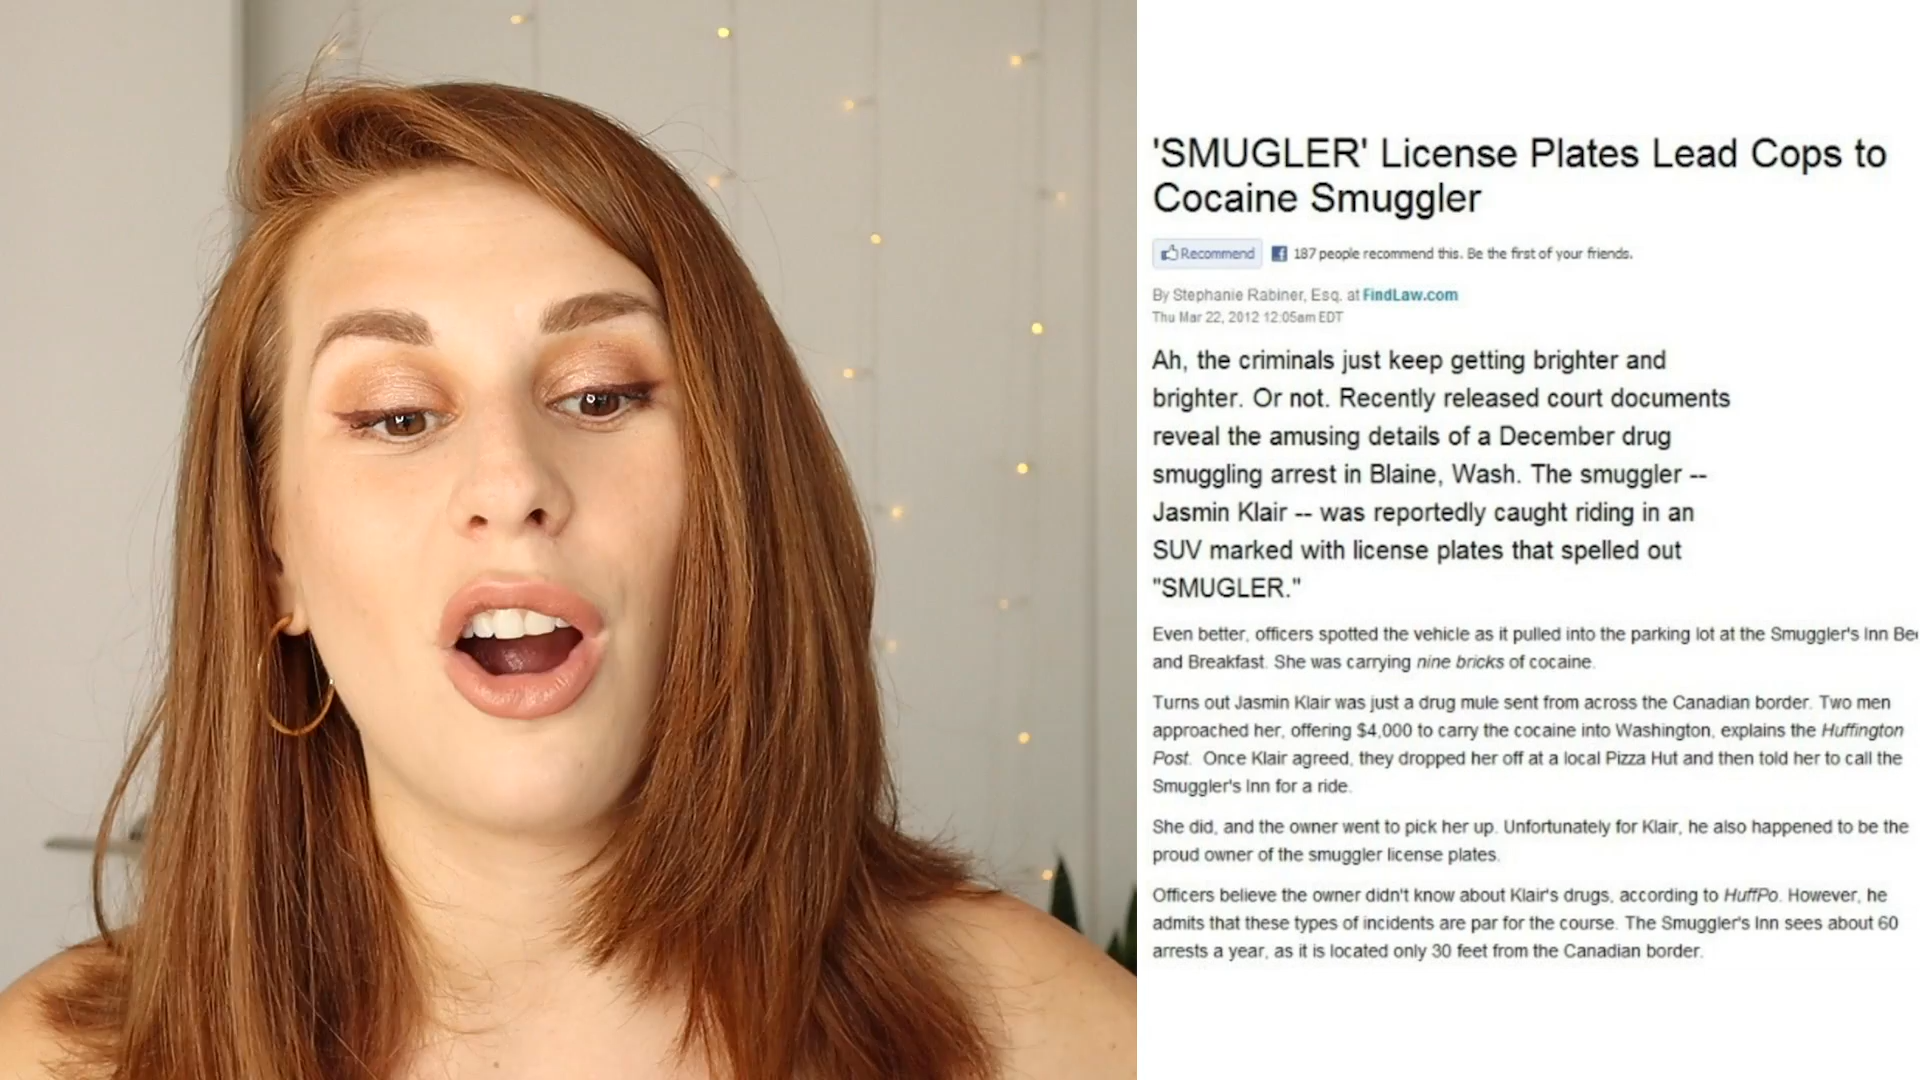 'SMUGLER' License Plates Lead Cops to
Cocaine Smuggler
Recommend 187 people recommend this. Be the first of your friends.
By Stephanie Rabiner, Esq. at FindLaw.com
Thu Mar 22, 2012 12:05am EDT
Ah, the criminals just keep getting brighter and
brighter. Or not. Recently released court documents
reveal the amusing details of a December drug
smuggling arrest in Blaine, Wash. The smuggler --
Jasmin Klair -- was reportedly caught riding in an
SUV marked with license plates that spelled out
"SMUGLER."
Even better, officers spotted the vehicle as it pulled into the parking lot at the Smuggler's Inn Be
and Breakfast. She was carrying nine bricks of cocaine.
Turns out Jasmin Klair was just a drug mule sent from across the Canadian border. Two men
approached her, offering $4,000 to carry the cocaine into Washington, explains the Huffington
Post. Once Klair agreed, they dropped her off at a local Pizza Hut and then told her to call the
Smuggler's Inn for a ride.
She did, and the owner went to pick her up. Unfortunately for Klair, he also happened to be the
proud owner of the smuggler license plates.
Officers believe the owner didn't know about Klair's drugs, according to HuffPo. However, he
admits that these types of incidents are par for the course. The Smuggler's Inn sees about 60
arrests a year, as it is located only 30 feet from the Canadian border.